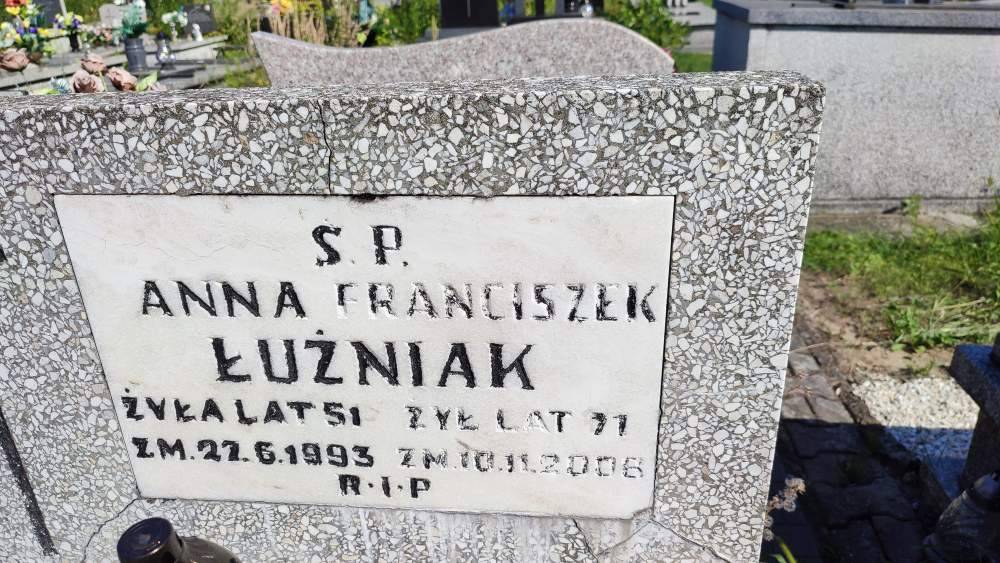 Ś. P.
ANNA FRANCISZEK
ŁUŻNIAK
ŻYŁA LAT 51 ŻYŁ LAT 71
ZM. 27.6.1993 ZM. 10.11.2006
R·I·P